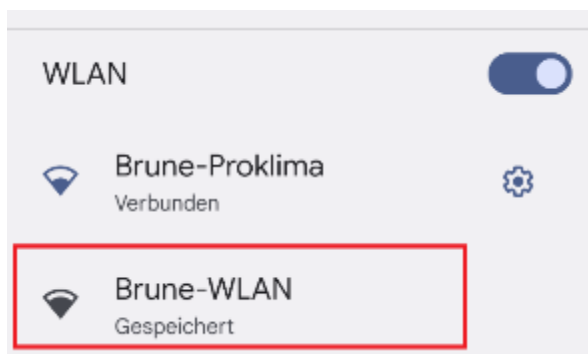 WLAN
Brune-Proklima
Verbunden
Brune-WLAN
Gespeichert